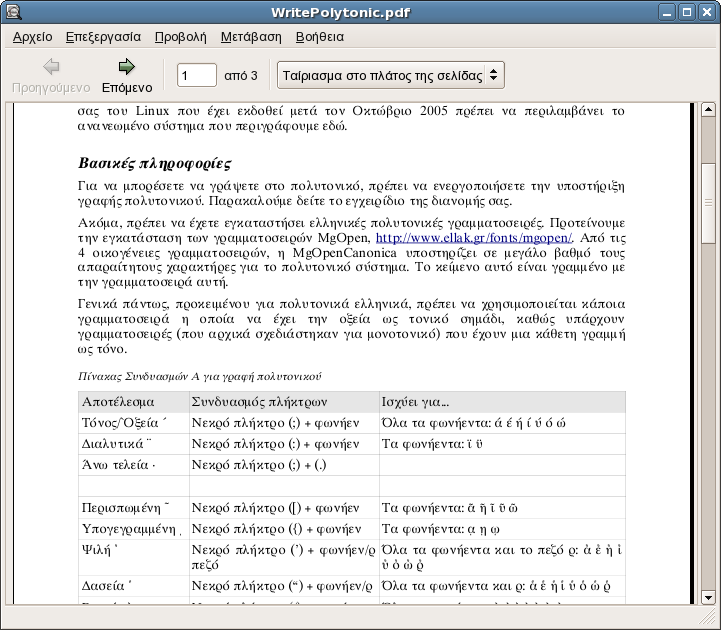 WritePolytonic.pdf
Αρχείο Επεξεργασία Προβολή Μετάβαση Βοήθεια
Προηγούμενο Επόμενο 1 από 3 Ταίριασμα στο πλάτος της σελίδας
σας του Linux που έχει εκδοθεί μετά τον Οκτώβριο 2005 πρέπει να περιλαμβάνει το
ανανεωμένο σύστημα που περιγράφουμε εδώ.
Βασικές πληροφορίες
Για να μπορέσετε να γράψετε στο πολυτονικό, πρέπει να ενεργοποιήσετε την υποστήριξη
γραφής πολυτονικού. Παρακαλούμε δείτε το εγχειρίδιο της διανομής σας.
Ακόμα, πρέπει να έχετε εγκαταστήσει ελληνικές πολυτονικές γραμματοσειρές. Προτείνουμε
την εγκατάσταση των γραμματοσειρών MgOpen, http://www.ellak.gr/fonts/mgopen/. Από τις
4 οικογένειες γραμματοσειρών, η MgOpenCanonica υποστηρίζει σε μεγάλο βαθμό τους
απαραίτητους χαρακτήρες για το πολυτονικό σύστημα. Το κείμενο αυτό είναι γραμμένο με
την γραμματοσειρά αυτή.
Γενικά πάντως, προκειμένου για πολυτονικά ελληνικά, πρέπει να χρησιμοποιείται κάποια
γραμματοσειρά η οποία να έχει την οξεία ως τονικό σημάδι, καθώς υπάρχουν
γραμματοσειρές (που αρχικά σχεδιάστηκαν για μονοτονικό) που έχουν μια κάθετη γραμμή
ως τόνο.
Πίνακας Συνδυασμών Α για γραφή πολυτονικού
Αποτέλεσμα Συνδυασμός πλήκτρων Ισχύει για...
Τόνος/Ὀξεία ´ Νεκρό πλήκτρο (;) + φωνήεν Όλα τα φωνήεντα: ά έ ή ί ύ ό ώ
Διαλυτικά ¨ Νεκρό πλήκτρο (:) + φωνήεν Τα φωνήεντα: ϊ ϋ
Άνω τελεία · Νεκρό πλήκτρο (;) + (.)
Περισπωμένη ῀ Νεκρό πλήκτρο ([) + φωνήεν Τα φωνήεντα: ᾶ ῆ ῖ ῦ ῶ
Υπογεγραμμένη ͺ Νεκρό πλήκτρο ({) + φωνήεν Τα φωνήεντα: ᾳ ῃ ῳ
Ψιλή ᾿ Νεκρό πλήκτρο (’) + φωνήεν/ρ Όλα τα φωνήεντα και το πεζό ρ: ἀ ἐ ἠ ἰ
πεζό ὐ ὀ ὠ ῤ
Δασεία ῾ Νεκρό πλήκτρο (“) + φωνήεν/ρ Όλα τα φωνήεντα και ρ: ἁ ἑ ἡ ἱ ὑ ὁ ὡ ῥ